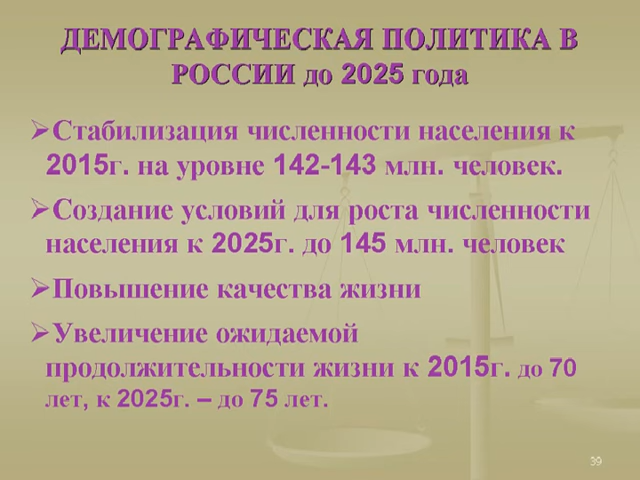 ДЕМОГРАФИЧЕСКАЯ ПОЛИТИКА В
РОССИИ до 2025 года
➢Стабилизация численности населения к
2015г. на уровне 142-143 млн. человек.
➢Создание условий для роста численности
населения к 2025г. до 145 млн. человек
➢Повышение качества жизни
➢Увеличение ожидаемой
продолжительности жизни к 2015г. до 70
лет, к 2025г. – до 75 лет.
39